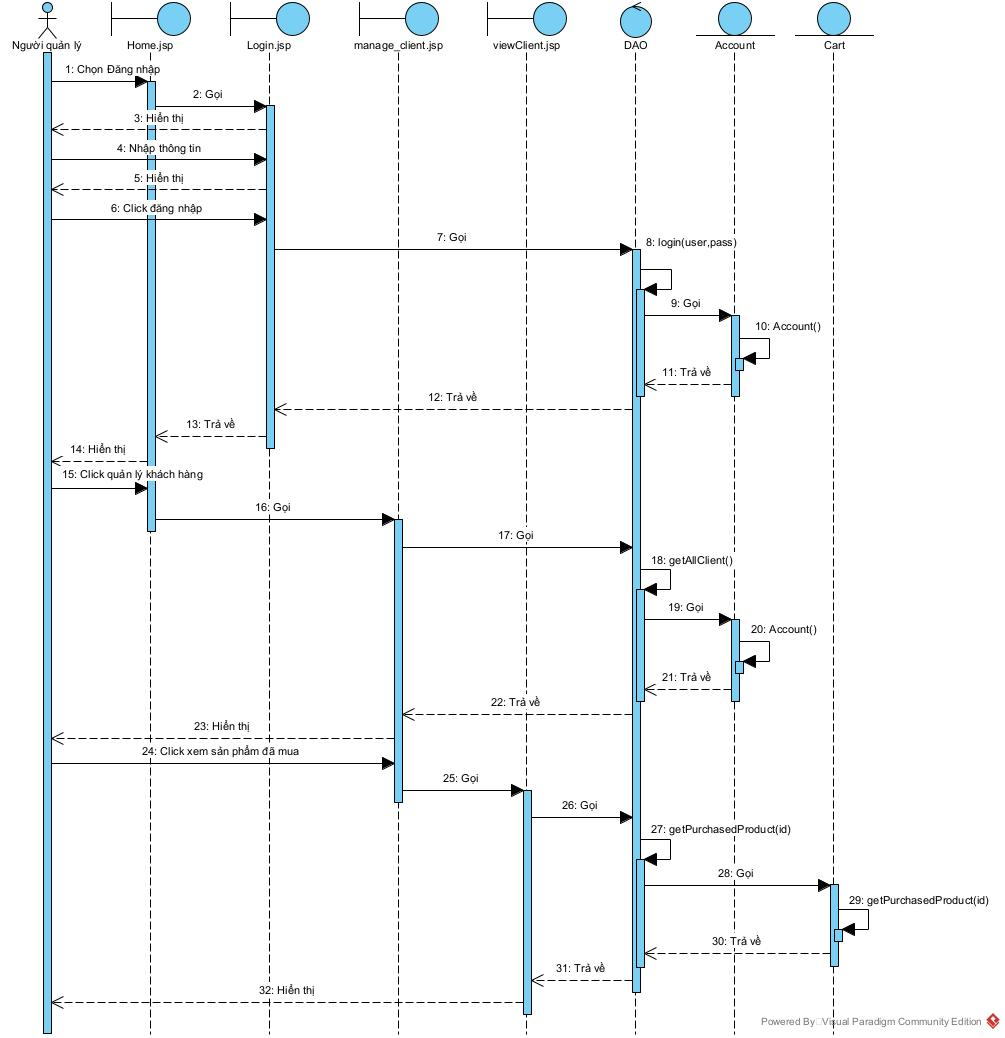 Người quản lý
Home.jsp
Login.jsp
manage_client.jsp
viewClient.jsp
DAO
Account
Cart
1: Chọn Đăng nhập
2: Gọi
3: Hiển thị
4: Nhập thông tin
5: Hiển thị
6: Click đăng nhập
7: Gọi
8: login(user,pass)
9: Gọi
10: Account()
11: Trả về
12: Trả về
13: Trả về
14: Hiển thị
15: Click quản lý khách hàng
16: Gọi
17: Gọi
18: getAllClient()
19: Gọi
20: Account()
21: Trả về
22: Trả về
23: Hiển thị
24: Click xem sản phẩm đã mua
25: Gọi
26: Gọi
27: getPurchasedProduct(id)
28: Gọi
29: getPurchasedProduct(id)
30: Trả về
31: Trả về
32: Hiển thị
Powered By Visual Paradigm Community Edition